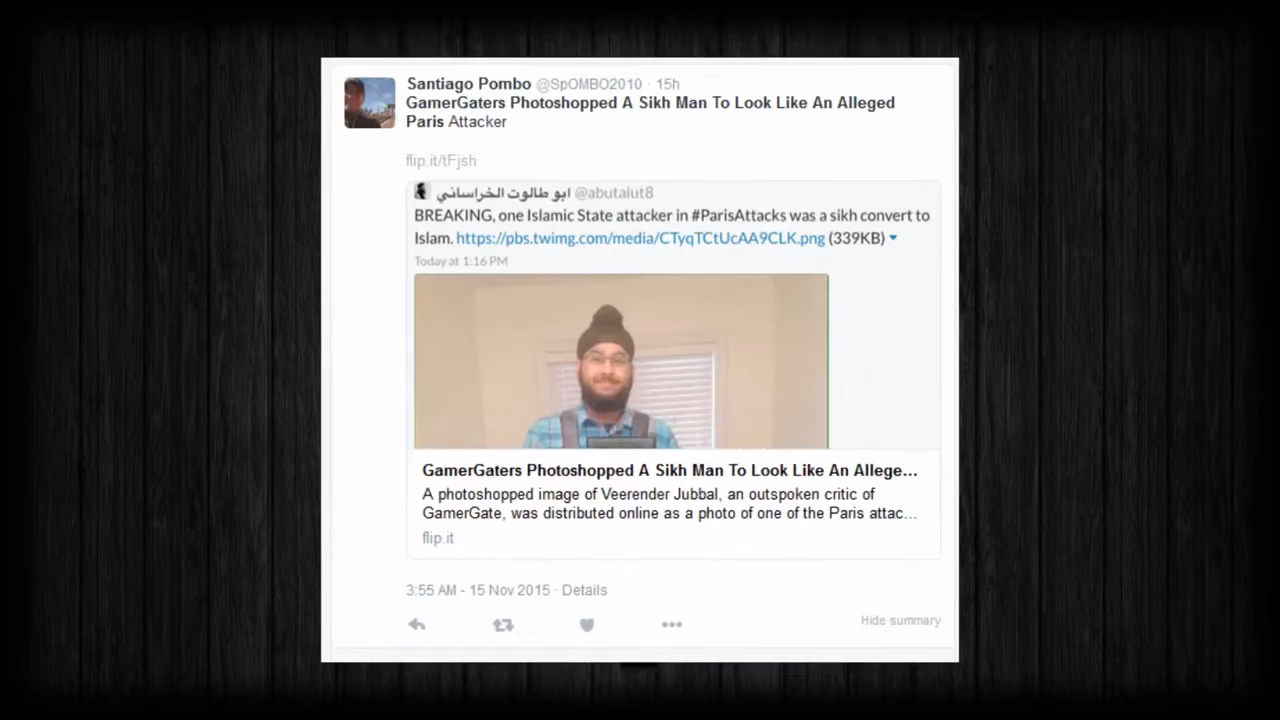 Santiago Pombo @SpOMBO2010 · 15h
GamerGaters Photoshopped A Sikh Man To Look Like An Alleged
Paris Attacker
flip.it/tFjsh
ابو طالوت الخراساني @abutalut8
BREAKING, one Islamic State attacker in #ParisAttacks was a sikh convert to
Islam. https://pbs.twimg.com/media/CTyqTCtUcAA9CLK.png (339KB)
Today at 1:16 PM
GamerGaters Photoshopped A Sikh Man To Look Like An Allege...
A photoshopped image of Veerender Jubbal, an outspoken critic of
GamerGate, was distributed online as a photo of one of the Paris attac...
flip.it
3:55 AM - 15 Nov 2015 · Details
Hide summary